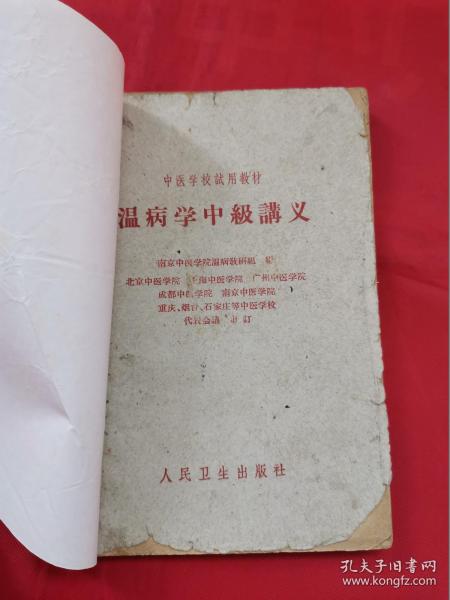 中医学校試用教材
温病学中級講义
南京中医学院温病教研組 編
北京中医学院 上海中医学院 广州中医学院
成都中医学院 南京中医学院
重庆、烟台、石家庄等中医学校
代表会議 审訂
人民卫生出版社
孔夫子旧书网
www.kongfz.com